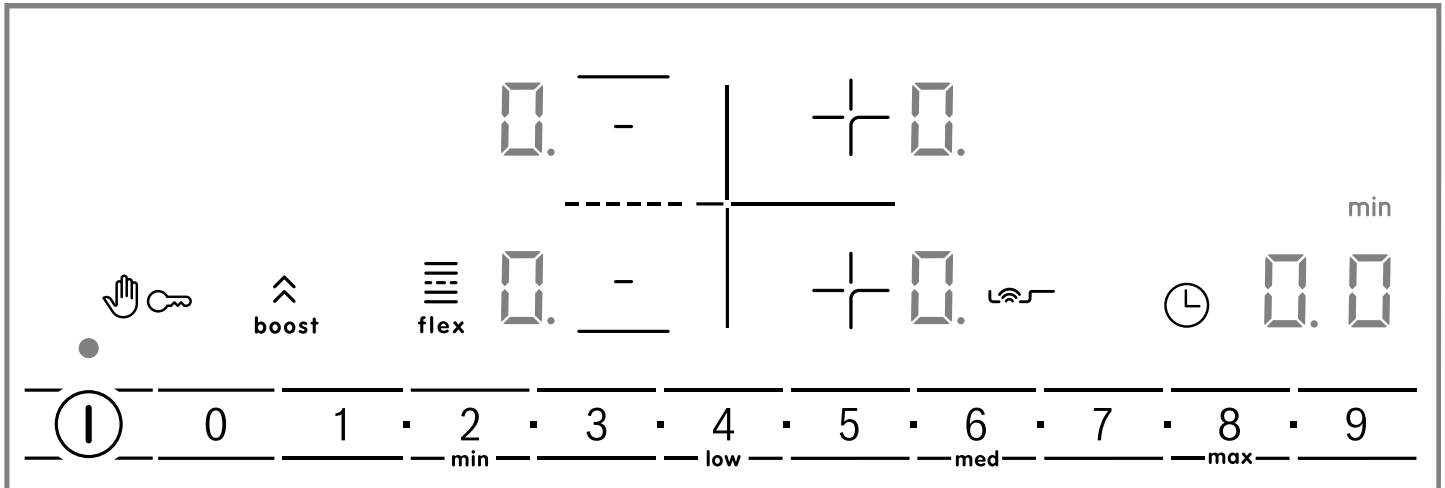 0. 0.
min
0. 0. 0. 0
boost flex
0 1 2 3 4 5 6 7 8 9
min low med max